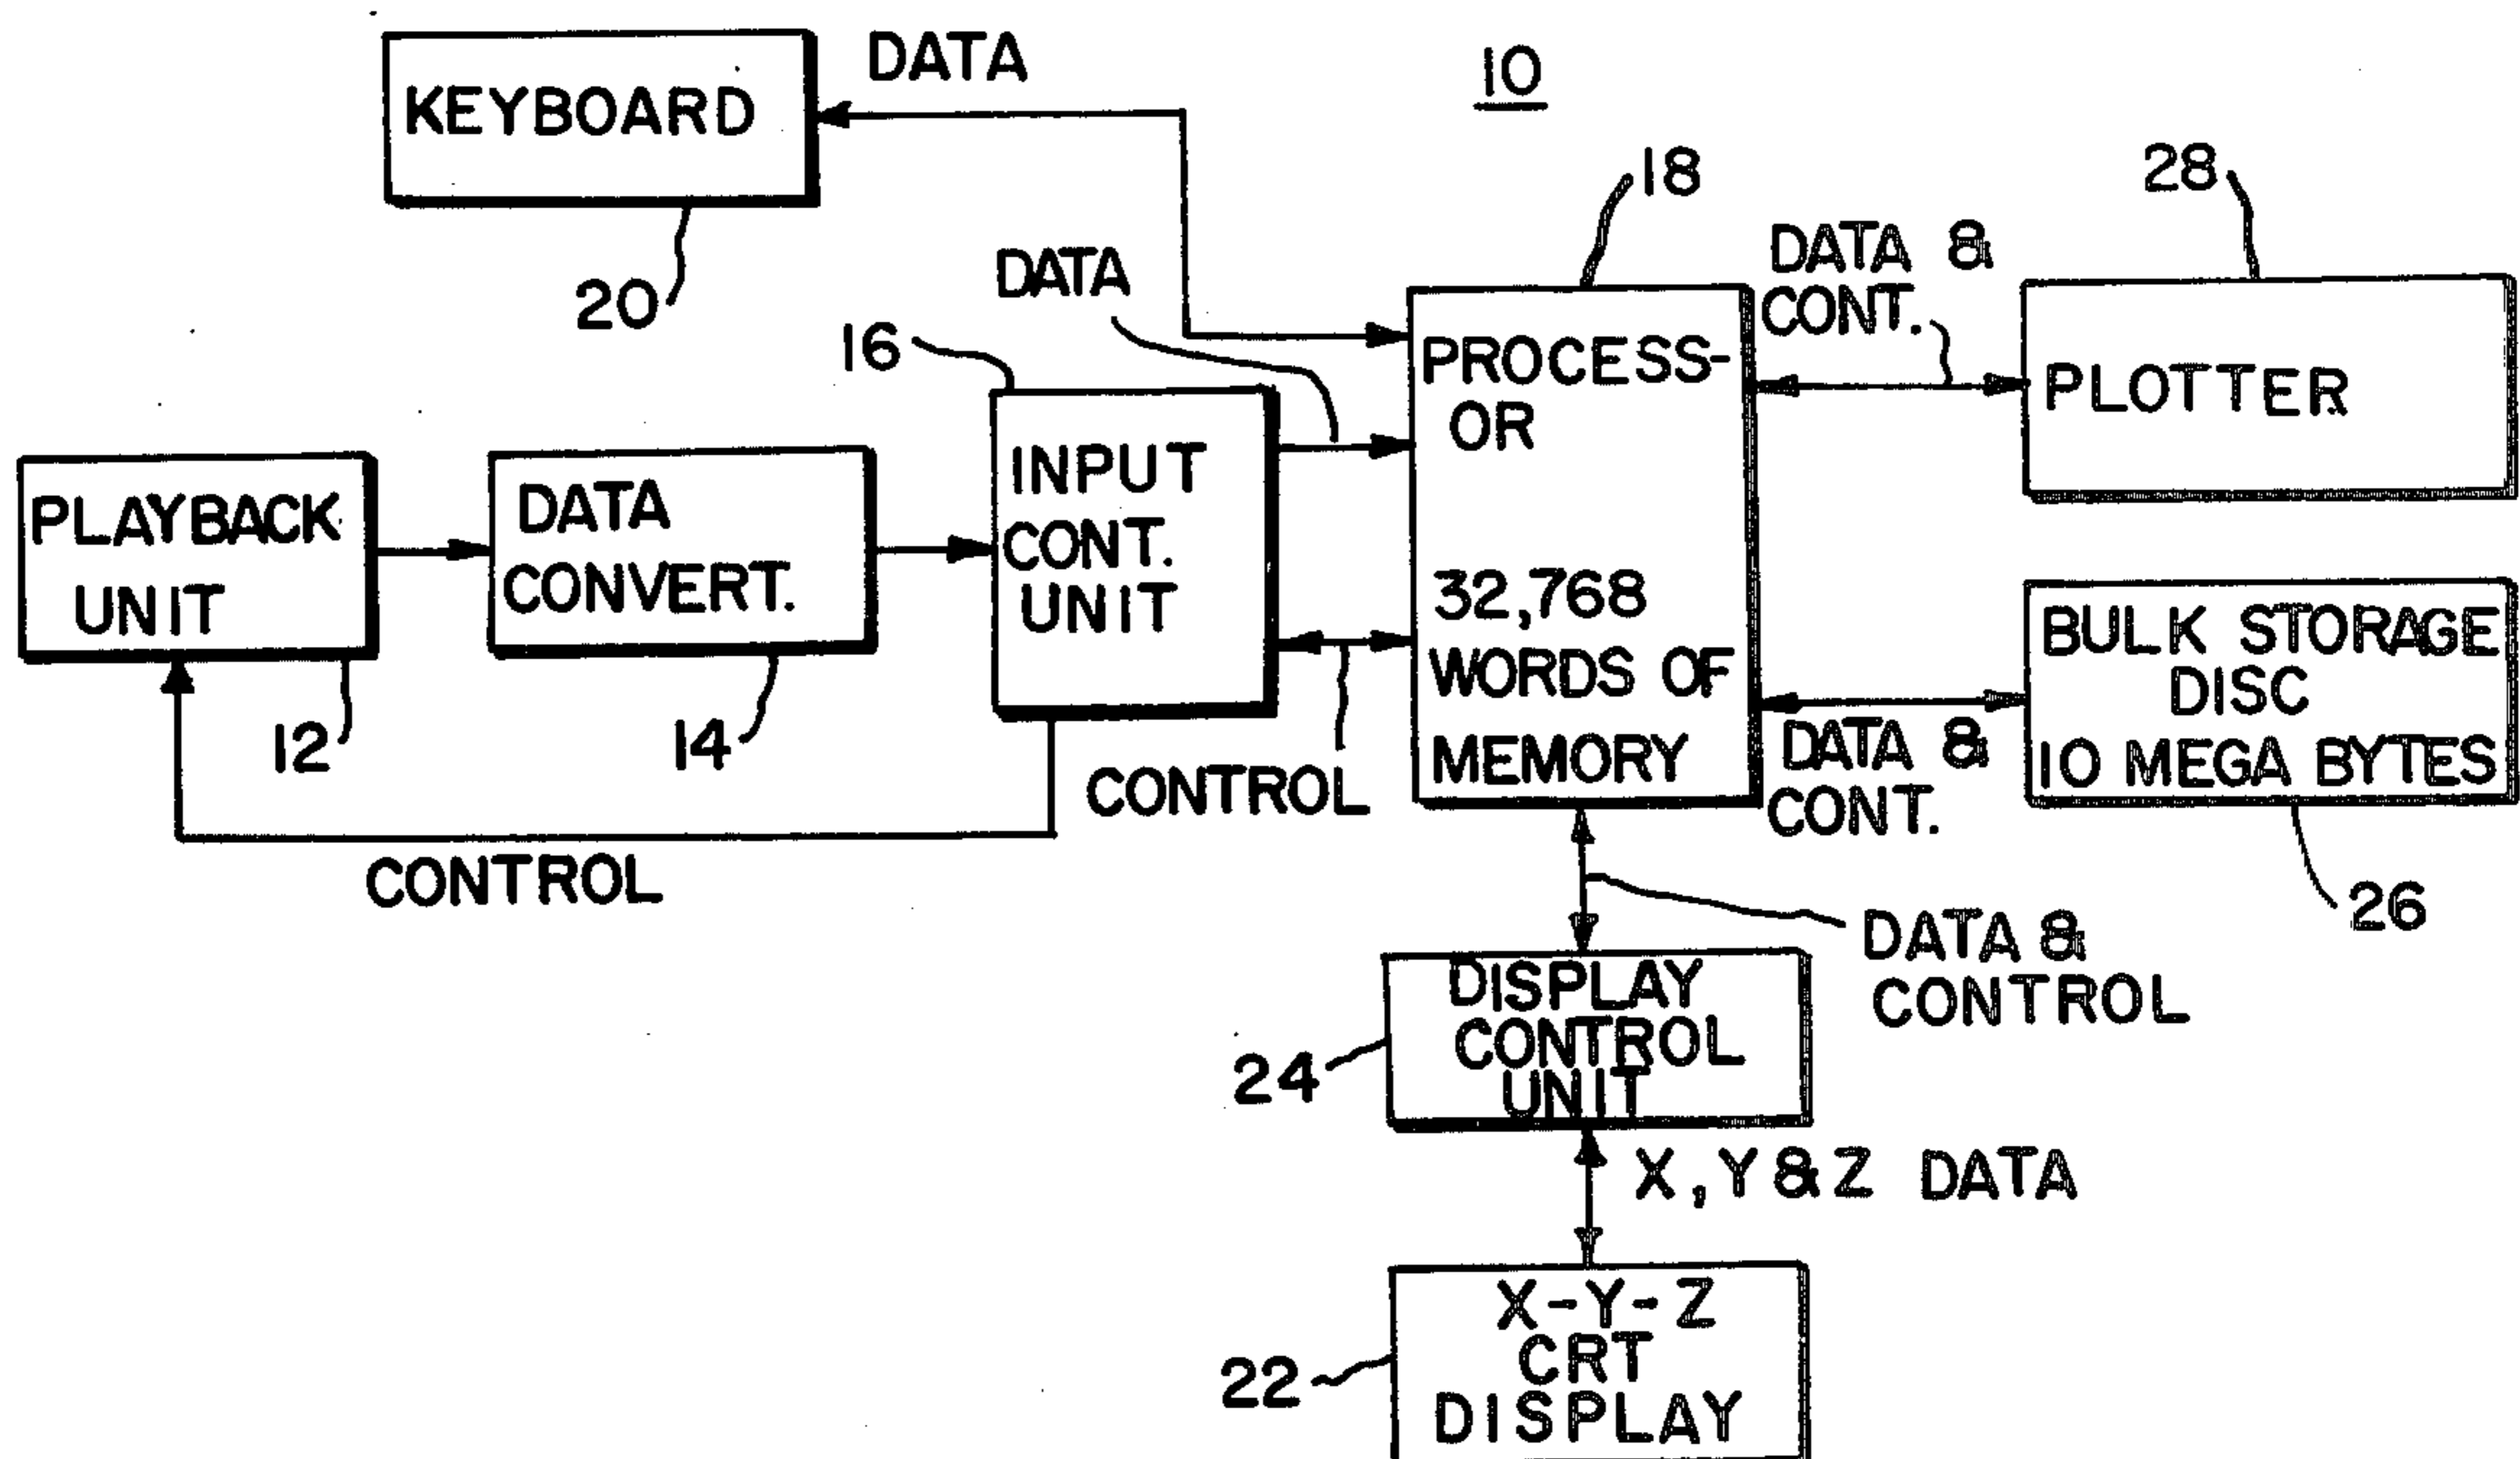 KEYBOARD
DATA
10
20
DATA
16
18
DATA &
CONT.
28
PLAYBACK
UNIT
12
DATA
CONVERT.
14
INPUT
CONT.
UNIT
PROCESS-
OR
32,768
WORDS OF
MEMORY
PLOTTER
BULK STORAGE
DISC
10 MEGA BYTES
DATA &
CONT.
26
CONTROL
CONTROL
DATA &
CONTROL
DISPLAY
CONTROL
UNIT
24
X,Y&Z DATA
X-Y-Z
CRT
DISPLAY
22